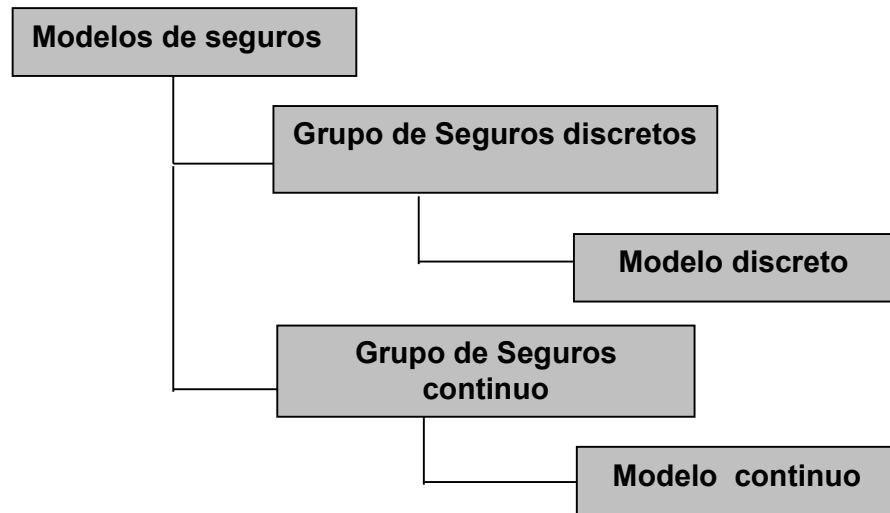 Modelos de seguros
Grupo de Seguros discretos
Modelo discreto
Grupo de Seguros
continuo
Modelo continuo